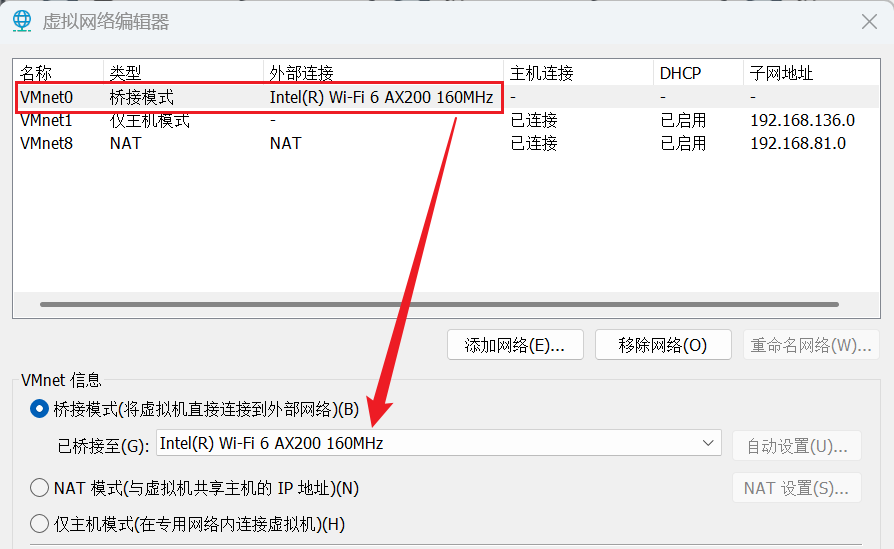 虚拟网络编辑器
名称 类型 外部连接 主机连接 DHCP 子网地址
VMnet0 桥接模式 Intel(R) Wi-Fi 6 AX200 160MHz - - -
VMnet1 仅主机模式 - 已连接 已启用 192.168.136.0
VMnet8 NAT NAT 已连接 已启用 192.168.81.0
添加网络(E)... 移除网络(O) 重命名网络(W)...
VMnet 信息
桥接模式(将虚拟机直接连接到外部网络)(B)
已桥接至(G): Intel(R) Wi-Fi 6 AX200 160MHz 自动设置(U)...
NAT 模式(与虚拟机共享主机的 IP 地址)(N) NAT 设置(S)...
仅主机模式(在专用网络内连接虚拟机)(H)